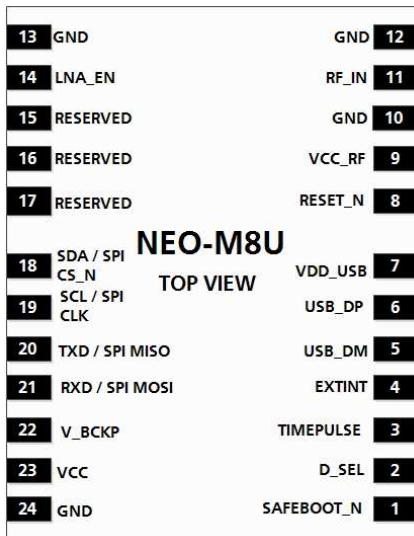 13 GND GND 12
14 LNA_EN RF_IN 11
15 RESERVED GND 10
16 RESERVED VCC_RF 9
17 RESERVED RESET_N 8
NEO-M8U
TOP VIEW
18 SDA / SPI CS_N VDD_USB 7
19 SCL / SPI CLK USB_DP 6
20 TXD / SPI MISO USB_DM 5
21 RXD / SPI MOSI EXTINT 4
22 V_BCKP TIMEPULSE 3
23 VCC D_SEL 2
24 GND SAFEBOOT_N 1